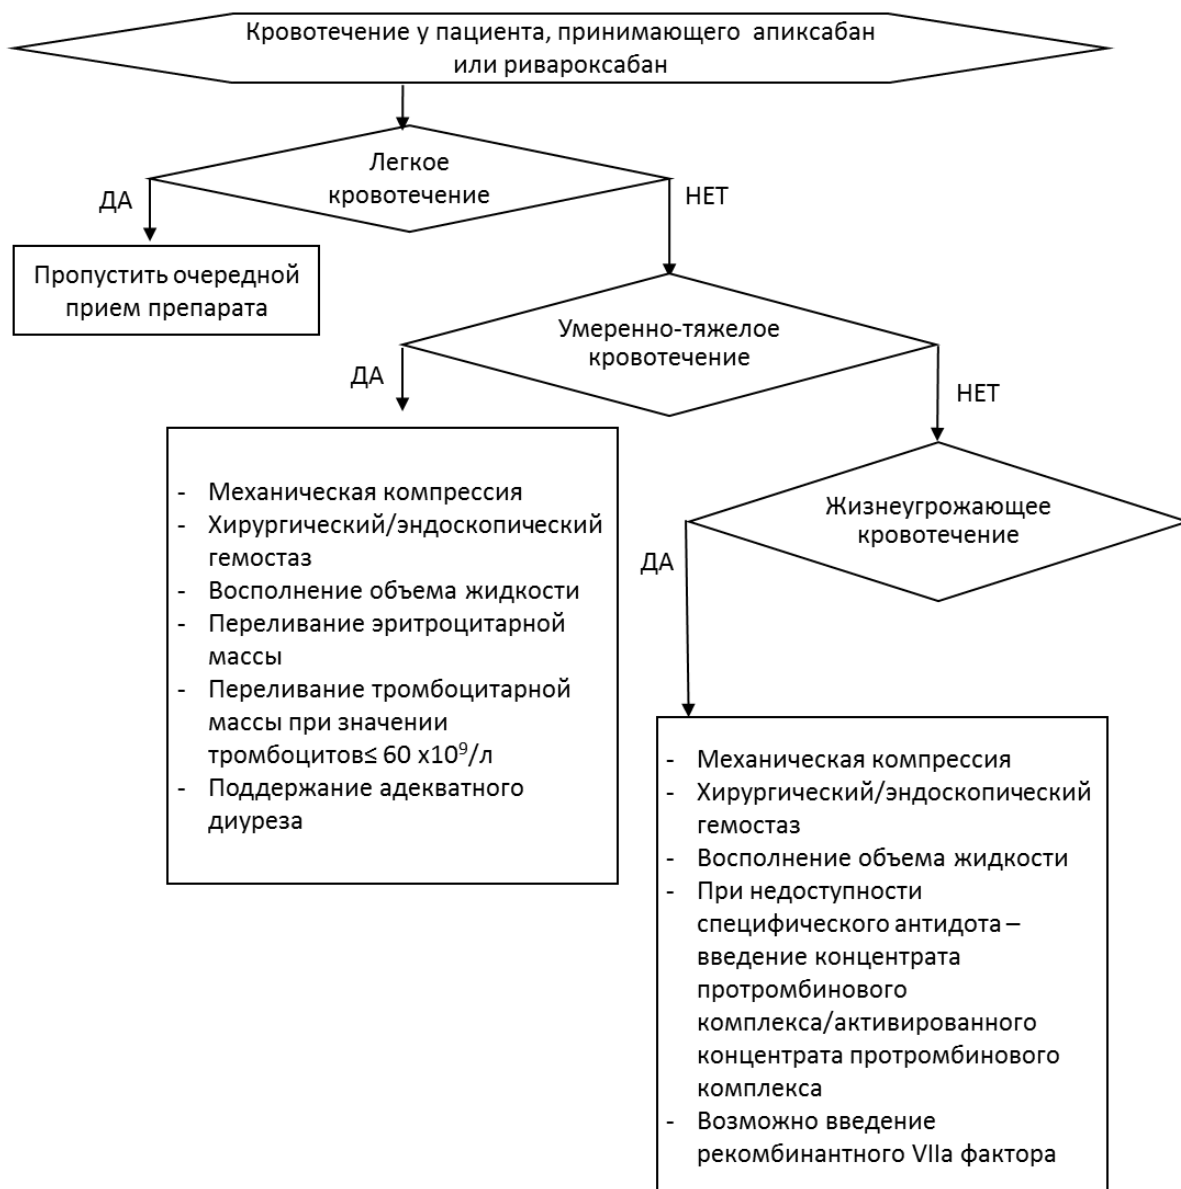 Кровотечение у пациента, принимающего апиксабан
или ривароксабан
Легкое
кровотечение
ДА
НЕТ
Пропустить очередной
прием препарата
Умеренно-тяжелое
кровотечение
ДА
НЕТ
- Механическая компрессия
- Хирургический/эндоскопический
гемостаз
- Восполнение объема жидкости
- Переливание эритроцитарной
массы
- Переливание тромбоцитарной
массы при значении
тромбоцитов≤ 60 х10⁹/л
- Поддержание адекватного
диуреза
Жизнеугрожающее
кровотечение
ДА
- Механическая компрессия
- Хирургический/эндоскопический
гемостаз
- Восполнение объема жидкости
- При недоступности
специфического антидота –
введение концентрата
протромбинового
комплекса/активированного
концентрата протромбинового
комплекса
- Возможно введение
рекомбинантного VIIa фактора